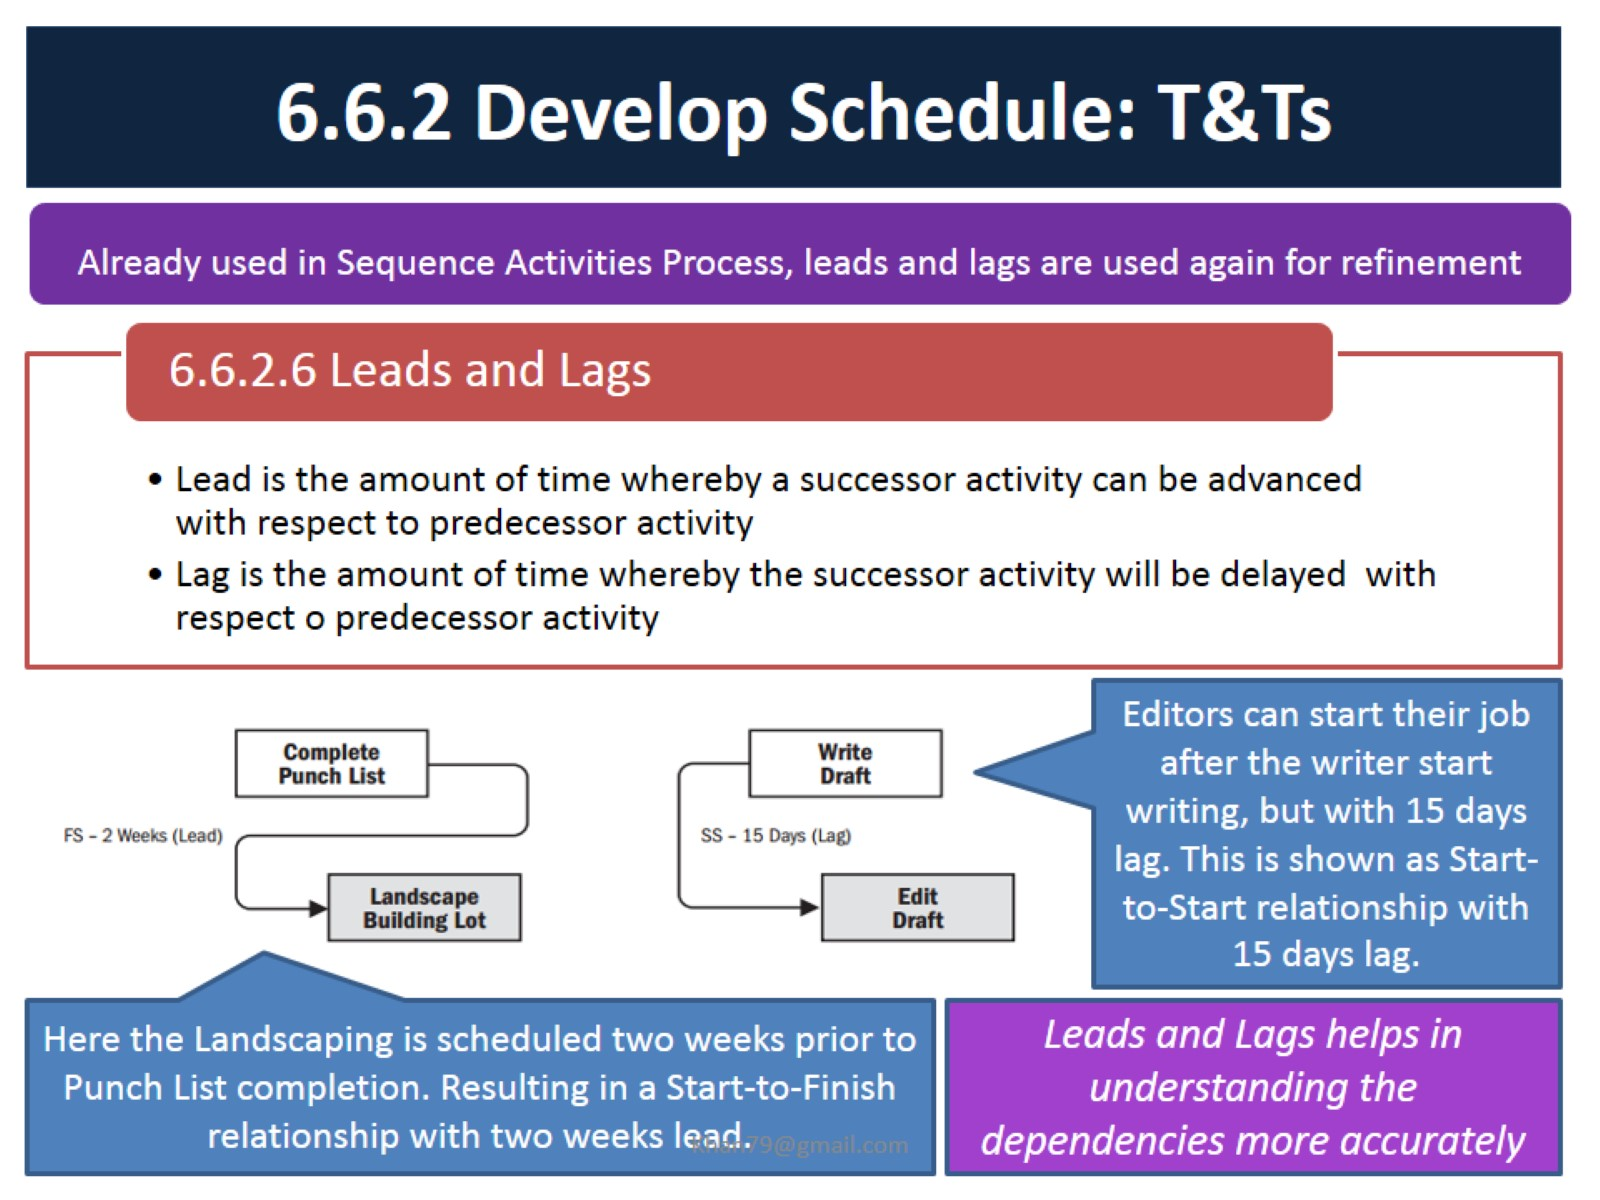 6.6.2 Develop Schedule: T&Ts
Already used in Sequence Activities Process, leads and lags are used again for refinement
6.6.2.6 Leads and Lags
• Lead is the amount of time whereby a successor activity can be advanced
with respect to predecessor activity
• Lag is the amount of time whereby the successor activity will be delayed  with
respect o predecessor activity
Complete
Punch List
FS – 2 Weeks (Lead)
Landscape
Building Lot
Write
Draft
SS – 15 Days (Lag)
Edit
Draft
Editors can start their job
after the writer start
writing, but with 15 days
lag. This is shown as Start-
to-Start relationship with
15 days lag.
Here the Landscaping is scheduled two weeks prior to
Punch List completion. Resulting in a Start-to-Finish
relationship with two weeks lead.
khan79@gmail.com
Leads and Lags helps in
understanding the
dependencies more accurately